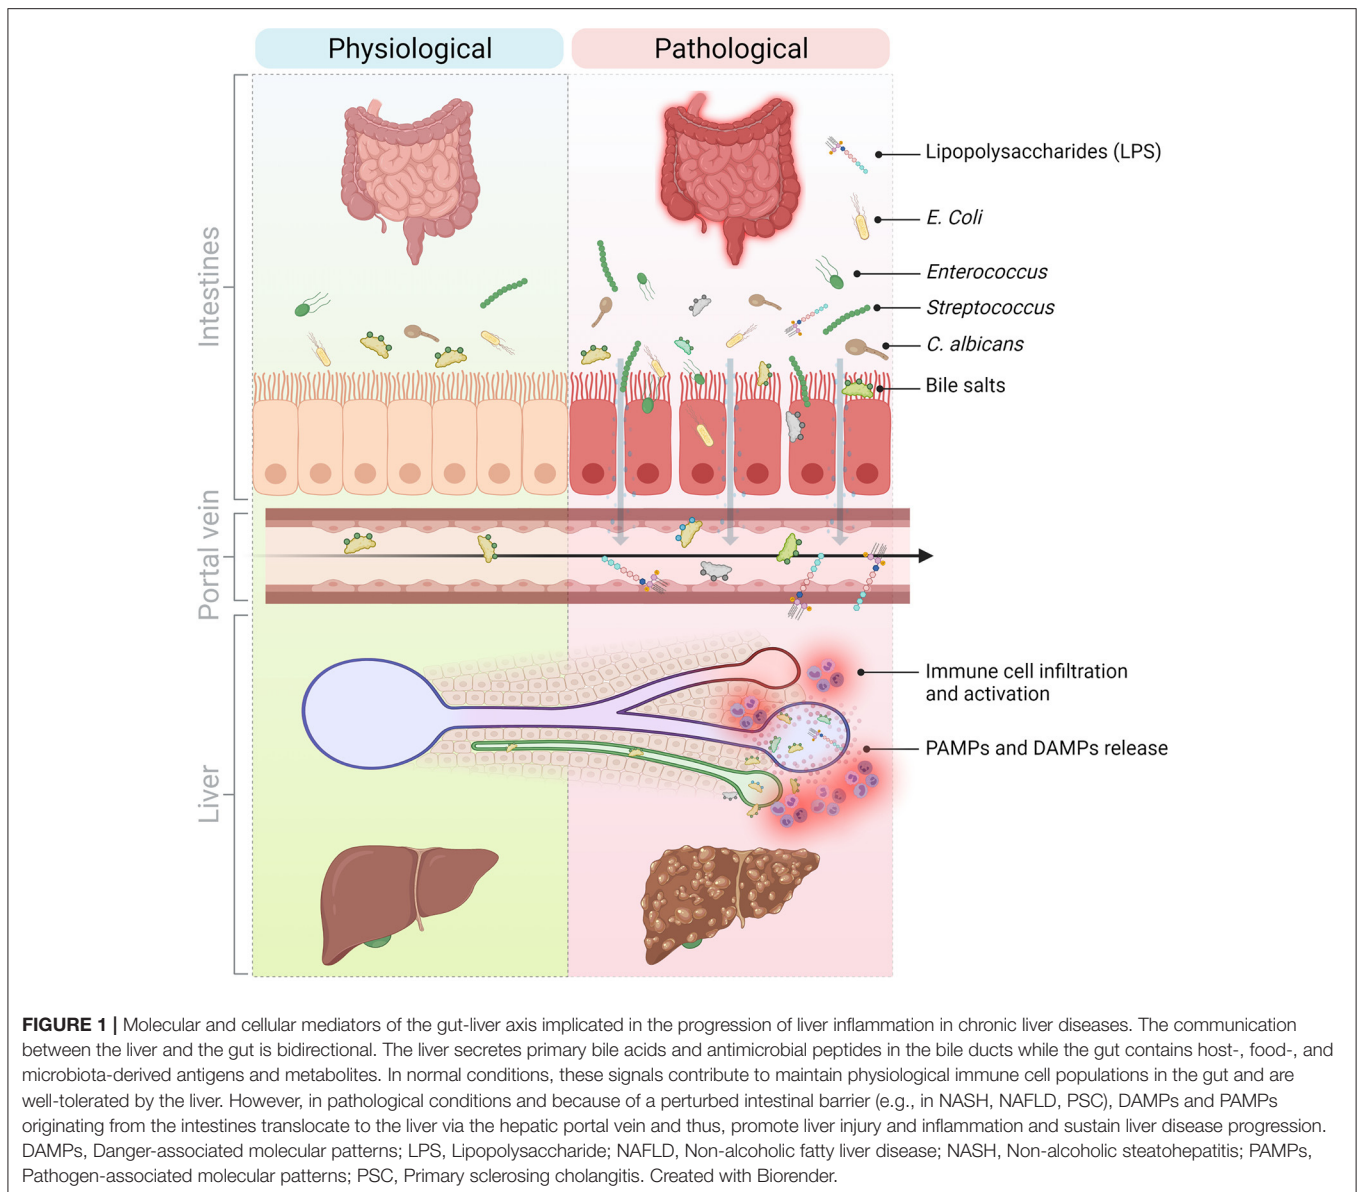 Physiological
Pathological
Intestines
Lipopolysaccharides (LPS)
E. Coli
Enterococcus
Streptococcus
C. albicans
Bile salts
Portal vein
Liver
Immune cell infiltration
and activation
PAMPs and DAMPs release
FIGURE 1 | Molecular and cellular mediators of the gut-liver axis implicated in the progression of liver inflammation in chronic liver diseases. The communication
between the liver and the gut is bidirectional. The liver secretes primary bile acids and antimicrobial peptides in the bile ducts while the gut contains host-, food-, and
microbiota-derived antigens and metabolites. In normal conditions, these signals contribute to maintain physiological immune cell populations in the gut and are
well-tolerated by the liver. However, in pathological conditions and because of a perturbed intestinal barrier (e.g., in NASH, NAFLD, PSC), DAMPs and PAMPs
originating from the intestines translocate to the liver via the hepatic portal vein and thus, promote liver injury and inflammation and sustain liver disease progression.
DAMPs, Danger-associated molecular patterns; LPS, Lipopolysaccharide; NAFLD, Non-alcoholic fatty liver disease; NASH, Non-alcoholic steatohepatitis; PAMPs,
Pathogen-associated molecular patterns; PSC, Primary sclerosing cholangitis. Created with Biorender.